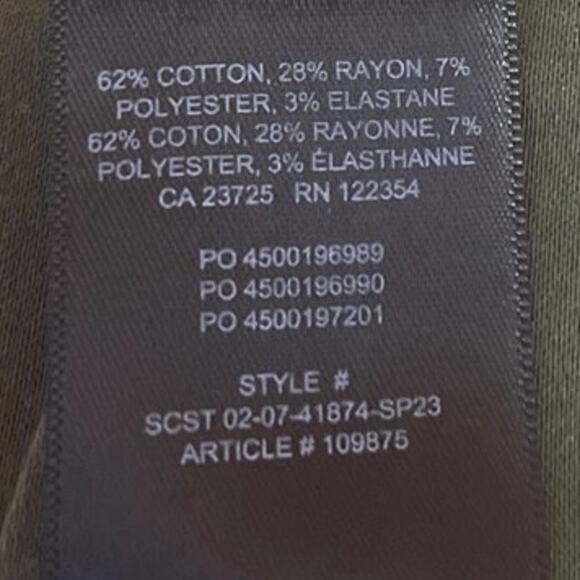 62% COTTON, 28% RAYON, 7%
POLYESTER, 3% ELASTANE
62% COTON, 28% RAYONNE, 7%
POLYESTER, 3% ÉLASTHANNE
CA 23725 RN 122354
PO 4500196989
PO 4500196990
PO 4500197201
STYLE #
SCST 02-07-41874-SP23
ARTICLE # 109875